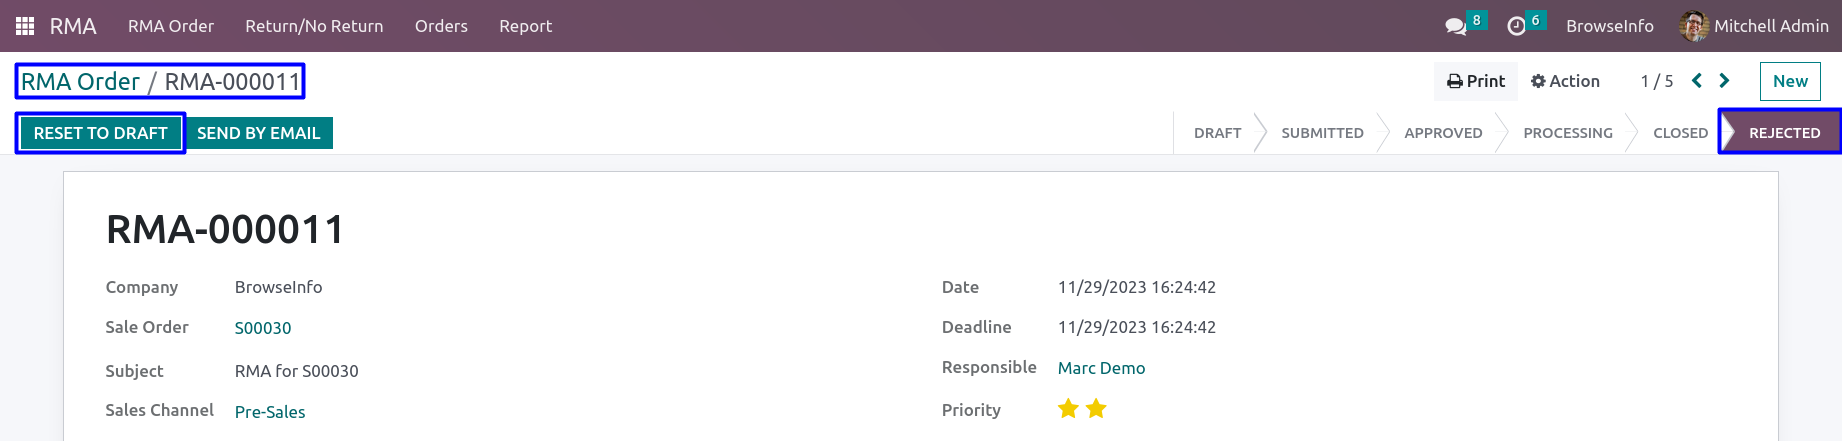 RMA RMA Order Return/No Return Orders Report 8 6 BrowseInfo Mitchell Admin
RMA Order / RMA-000011 Print Action 1 / 5 New
RESET TO DRAFT SEND BY EMAIL DRAFT SUBMITTED APPROVED PROCESSING CLOSED REJECTED
RMA-000011
Company BrowseInfo Date 11/29/2023 16:24:42
Sale Order S00030 Deadline 11/29/2023 16:24:42
Subject RMA for S00030 Responsible Marc Demo
Sales Channel Pre-Sales Priority